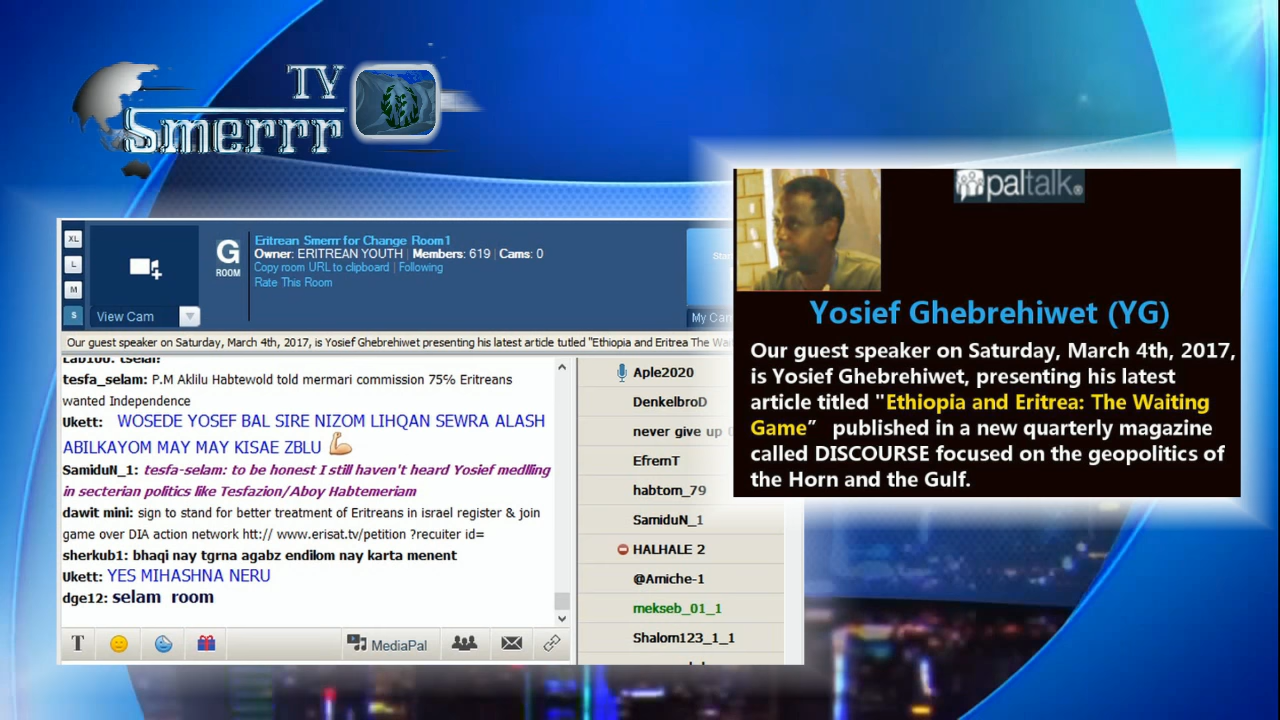 TV
Smerrr
XL
L
M
S
View Cam
G
ROOM
Eritrean Smerrr for Change Room1
Owner: ERITREAN YOUTH | Members: 619 | Cams: 0
Copy room URL to clipboard | Following
Rate This Room
Our guest speaker on Saturday, March 4th, 2017, is Yosief Ghebrehiwet presenting his latest article tutled "Ethiopia and Eritrea The
tesfa_selam: P.M Aklilu Habtewold told mermari commission 75% Eritreans
wanted Independence
Ukett: WOSEDE YOSEF BAL SIRE NIZOM LIHQAN SEWRA ALASH
ABILKAYOM MAY MAY KISAE ZBLU
SamiduN_1: tesfa-selam: to be honest I still haven't heard Yosief medlling
in secterian politics like Tesfazion/Aboy Habtemeriam
dawit mini: sign to stand for better treatment of Eritreans in israel register & join
game over DIA action network htt:// www.erisat.tv/petition ?recuiter id=
sherkub1: bhaqi nay tgrna agabz endilom nay karta menent
Ukett: YES MIHASHNA NERU
dge12: selam room
T
MediaPal
Aple2020
DenkelbroD
never give up
EfremT
habtom_79
SamiduN_1
HALHALE 2
@Amiche-1
mekseb_01_1
Shalom123_1_1
paltalk®
Yosief Ghebrehiwet (YG)
Our guest speaker on Saturday, March 4th, 2017,
is Yosief Ghebrehiwet, presenting his latest
article titled "Ethiopia and Eritrea: The Waiting
Game” published in a new quarterly magazine
called DISCOURSE focused on the geopolitics of
the Horn and the Gulf.